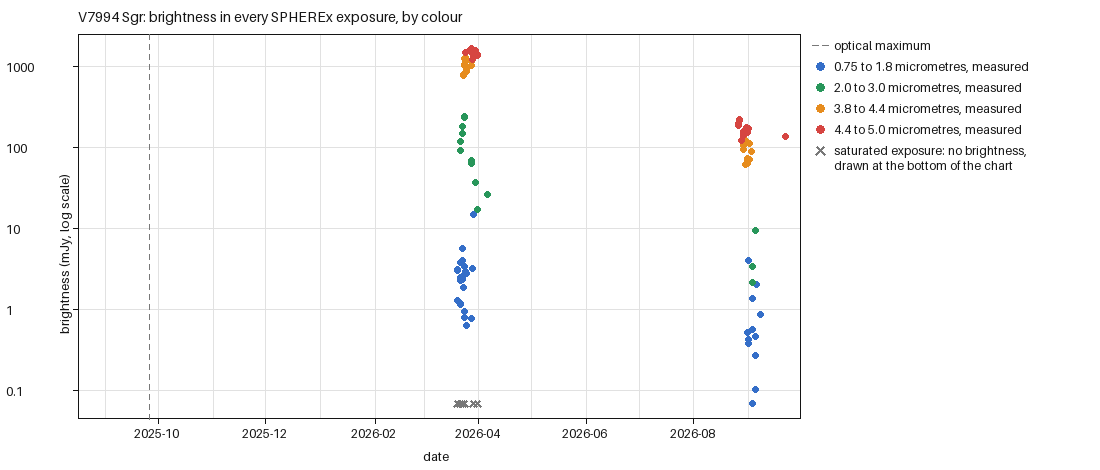 V7994 Sgr: brightness in every SPHEREx exposure, by colour
optical maximum
0.75 to 1.8 micrometres, measured
2.0 to 3.0 micrometres, measured
3.8 to 4.4 micrometres, measured
4.4 to 5.0 micrometres, measured
saturated exposure: no brightness,
drawn at the bottom of the chart
brightness (mJy, log scale)
1000
100
10
1
0.1
2025-10
2025-12
2026-02
2026-04
2026-06
2026-08
date